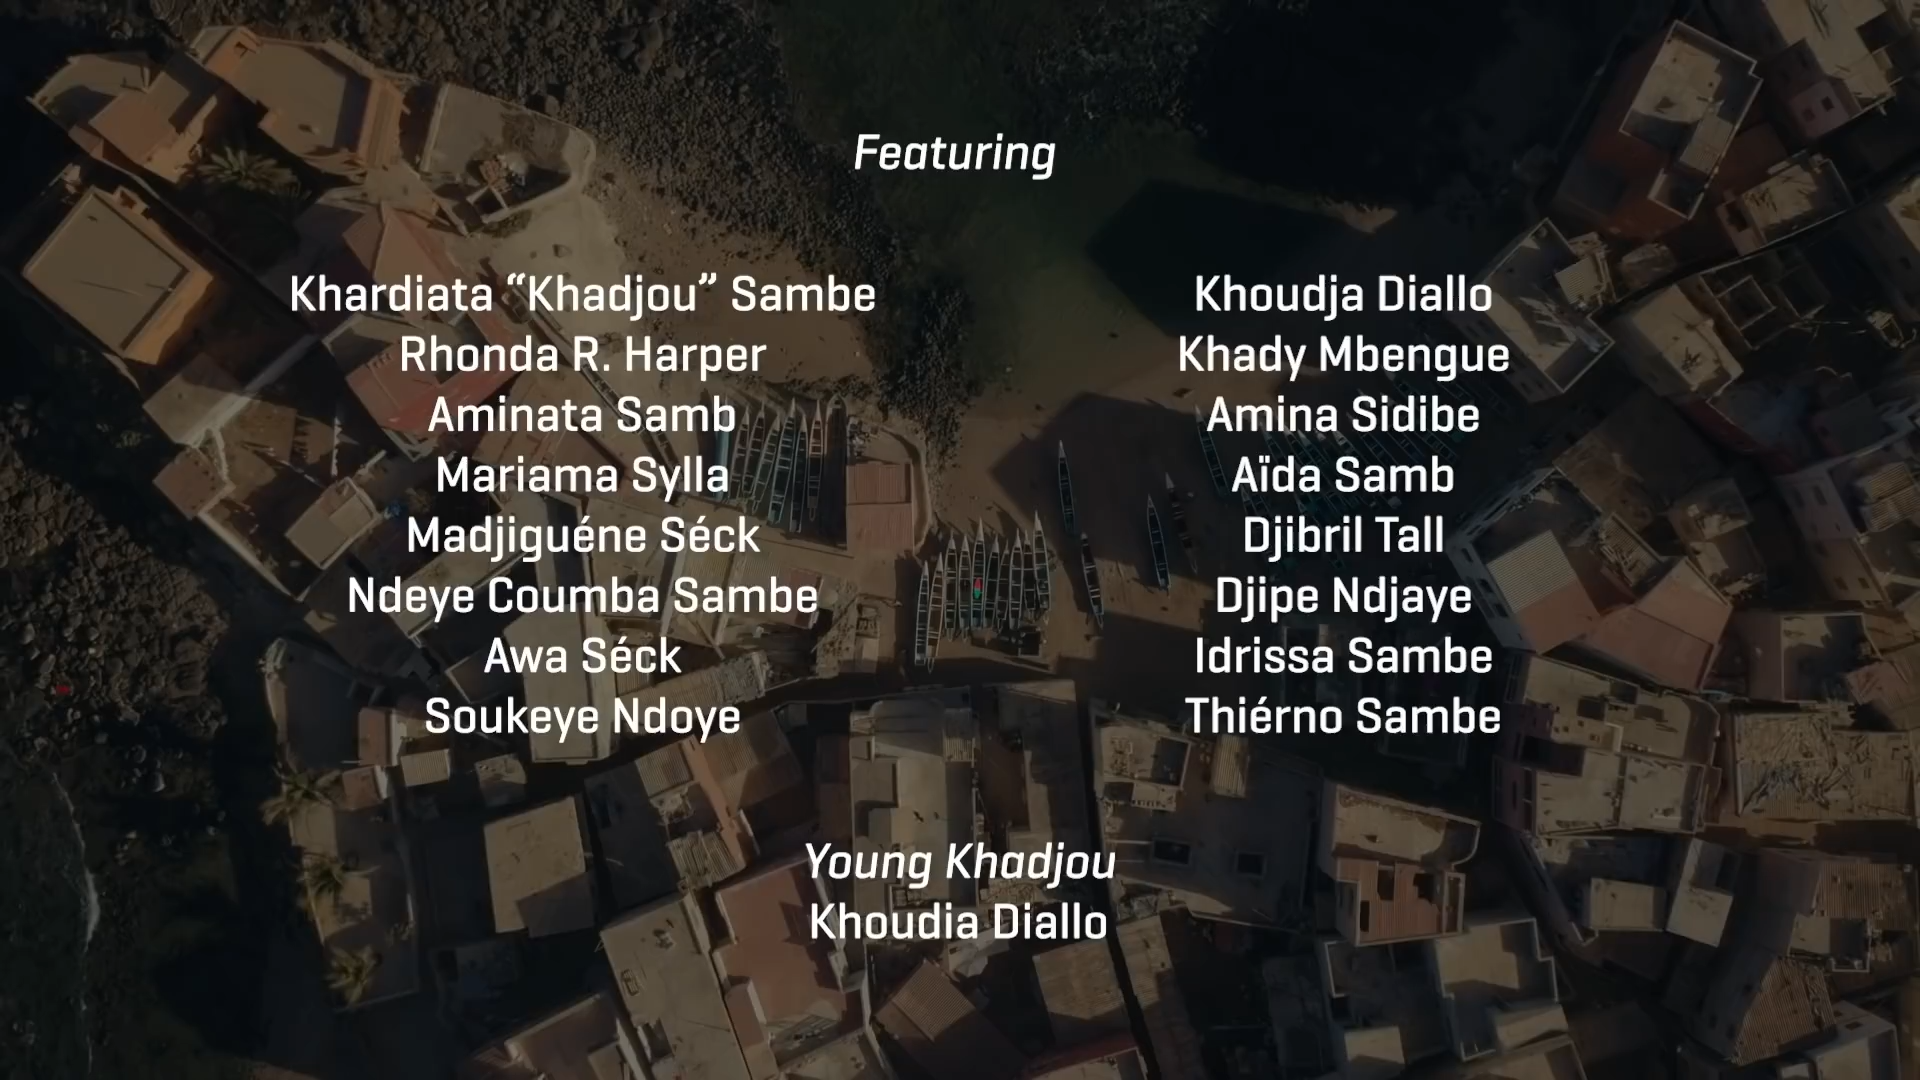 Featuring
Khardiata “Khadjou” Sambe
Rhonda R. Harper
Aminata Samb
Mariama Sylla
Madjiguéne Séck
Ndeye Coumba Sambe
Awa Séck
Soukeye Ndoye
Khoudja Diallo
Khady Mbengue
Amina Sidibe
Aïda Samb
Djibril Tall
Djipe Ndjaye
Idrissa Sambe
Thiérno Sambe
Young Khadjou
Khoudia Diallo